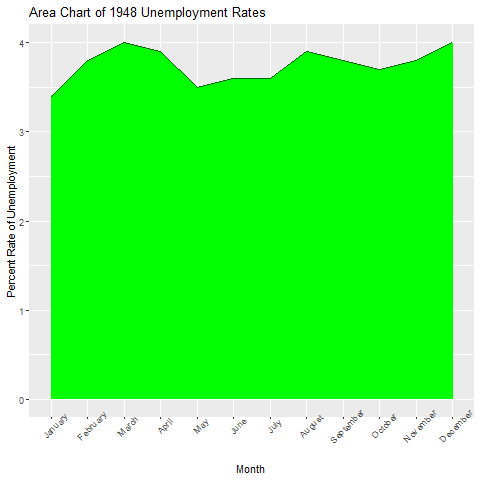 Area Chart of 1948 Unemployment Rates
Percent Rate of Unemployment
4
3
2
1
0
January
February
March
April
May
June
July
August
September
October
November
December
Month